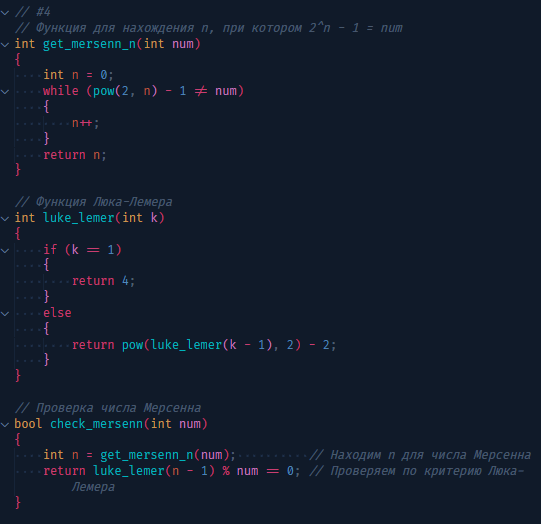 // #4
// Функция для нахождения n, при котором 2^n - 1 = num
int get_mersenn_n(int num)
{
    int n = 0;
    while (pow(2, n) - 1 != num)
    {
        n++;
    }
    return n;
}

// Функция Люка-Лемера
int luke_lemer(int k)
{
    if (k == 1)
    {
        return 4;
    }
    else
    {
        return pow(luke_lemer(k - 1), 2) - 2;
    }
}

// Проверка числа Мерсенна
bool check_mersenn(int num)
{
    int n = get_mersenn_n(num);          // Находим n для числа Мерсенна
    return luke_lemer(n - 1) % num == 0; // Проверяем по критерию Люка-
        Лемера
}